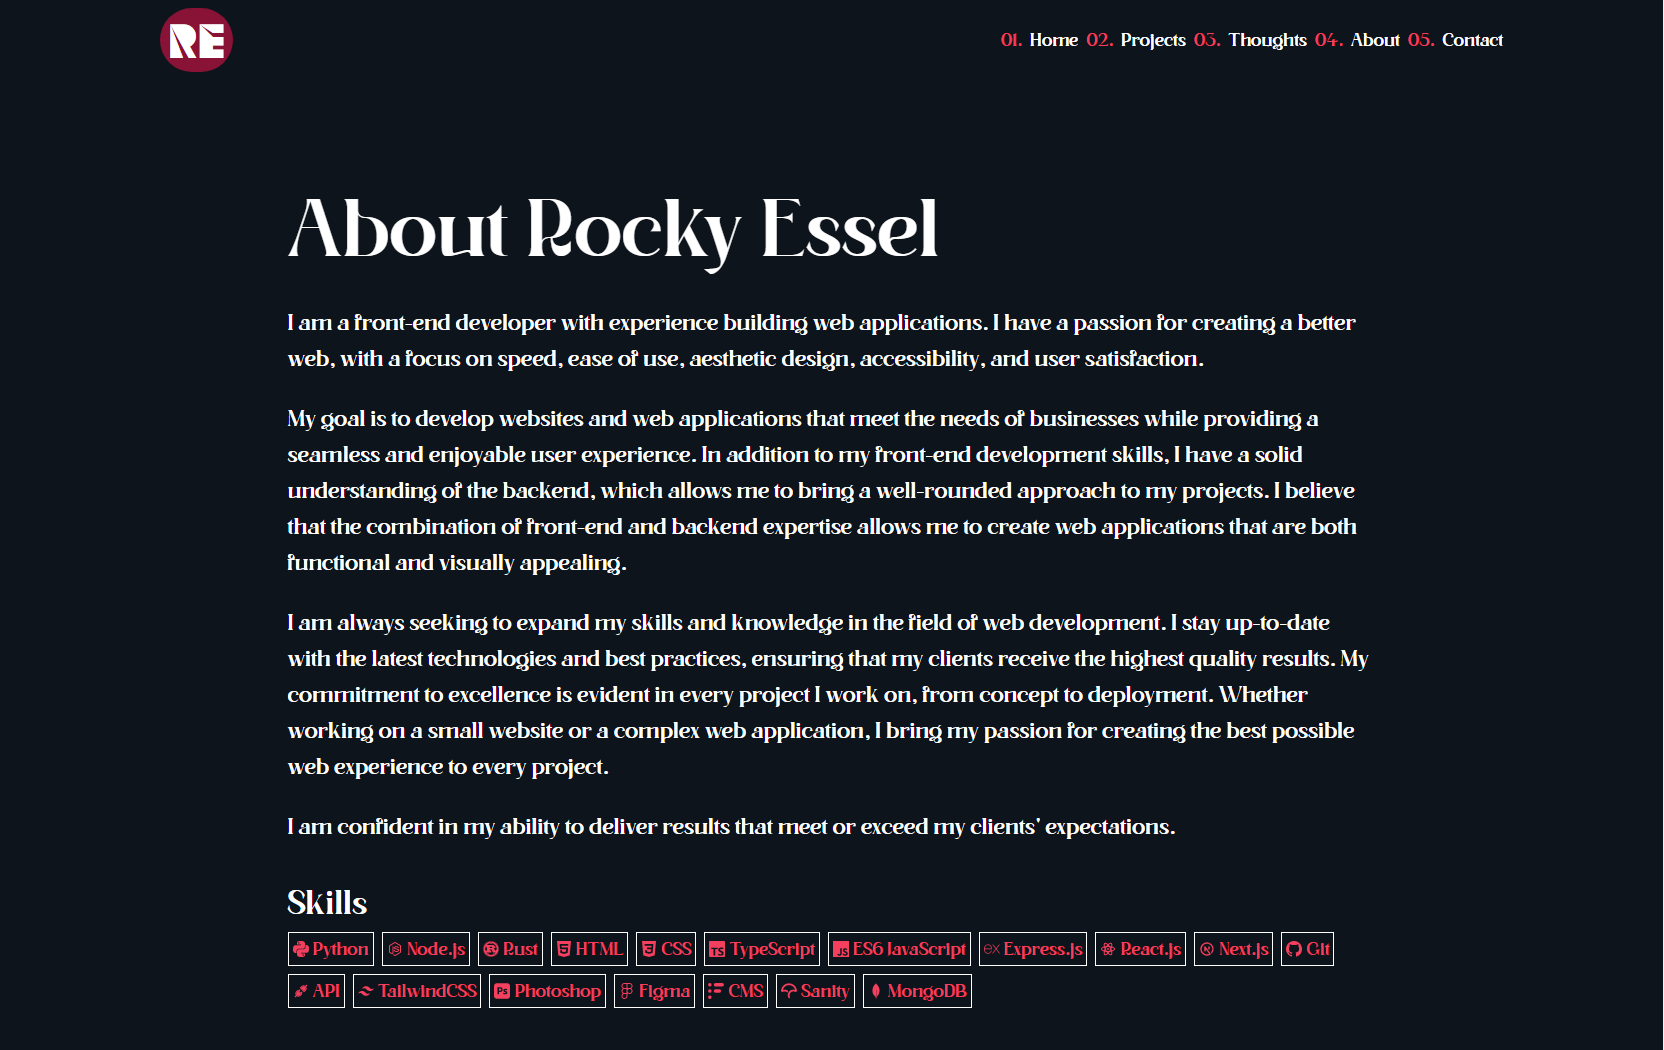 RE
01. Home 02. Projects 03. Thoughts 04. About 05. Contact
About Rocky Essel
I am a front-end developer with experience building web applications. I have a passion for creating a better
web, with a focus on speed, ease of use, aesthetic design, accessibility, and user satisfaction.
My goal is to develop websites and web applications that meet the needs of businesses while providing a
seamless and enjoyable user experience. In addition to my front-end development skills, I have a solid
understanding of the backend, which allows me to bring a well-rounded approach to my projects. I believe
that the combination of front-end and backend expertise allows me to create web applications that are both
functional and visually appealing.
I am always seeking to expand my skills and knowledge in the field of web development. I stay up-to-date
with the latest technologies and best practices, ensuring that my clients receive the highest quality results. My
commitment to excellence is evident in every project I work on, from concept to deployment. Whether
working on a small website or a complex web application, I bring my passion for creating the best possible
web experience to every project.
I am confident in my ability to deliver results that meet or exceed my clients' expectations.
Skills
Python Node.js Rust HTML CSS TS TypeScript JS ES6 JavaScript ex Express.js React.js Next.js Git
API TailwindCSS Ps Photoshop Figma CMS Sanity MongoDB